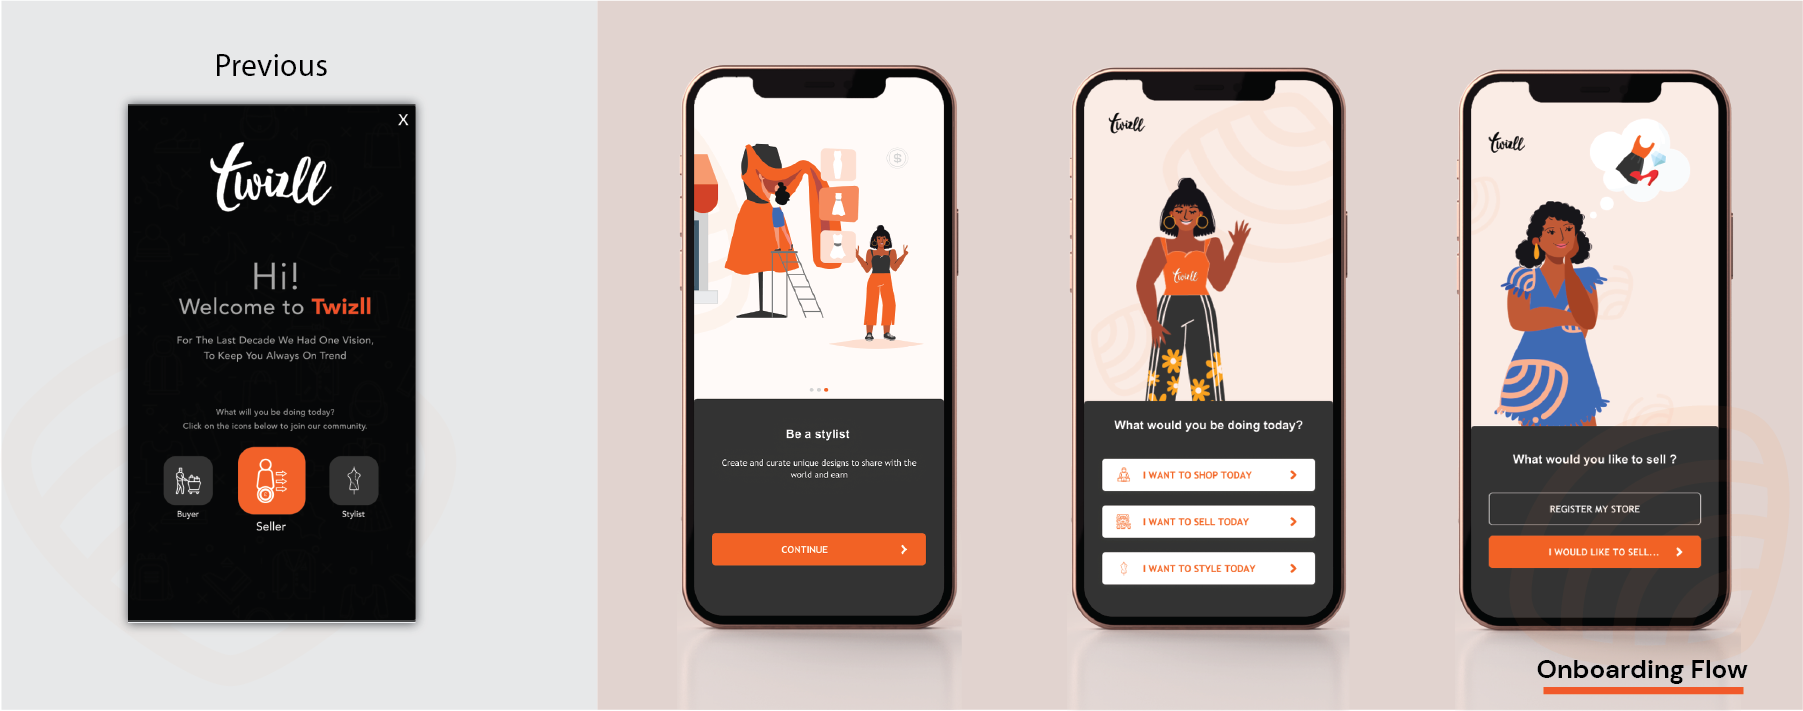 Previous
X
twizll
Hi!
Welcome to Twizll
For The Last Decade We Had One Vision,
To Keep You Always On Trend
What will you be doing today?
Click on the icons below to join our community.
Buyer
Seller
Stylist
$
Be a stylist
Create and curate unique designs to share with the
world and earn
CONTINUE
twizll
twizll
What would you be doing today?
I WANT TO SHOP TODAY
I WANT TO SELL TODAY
I WANT TO STYLE TODAY
twizll
What would you like to sell ?
REGISTER MY STORE
I WOULD LIKE TO SELL...
Onboarding Flow